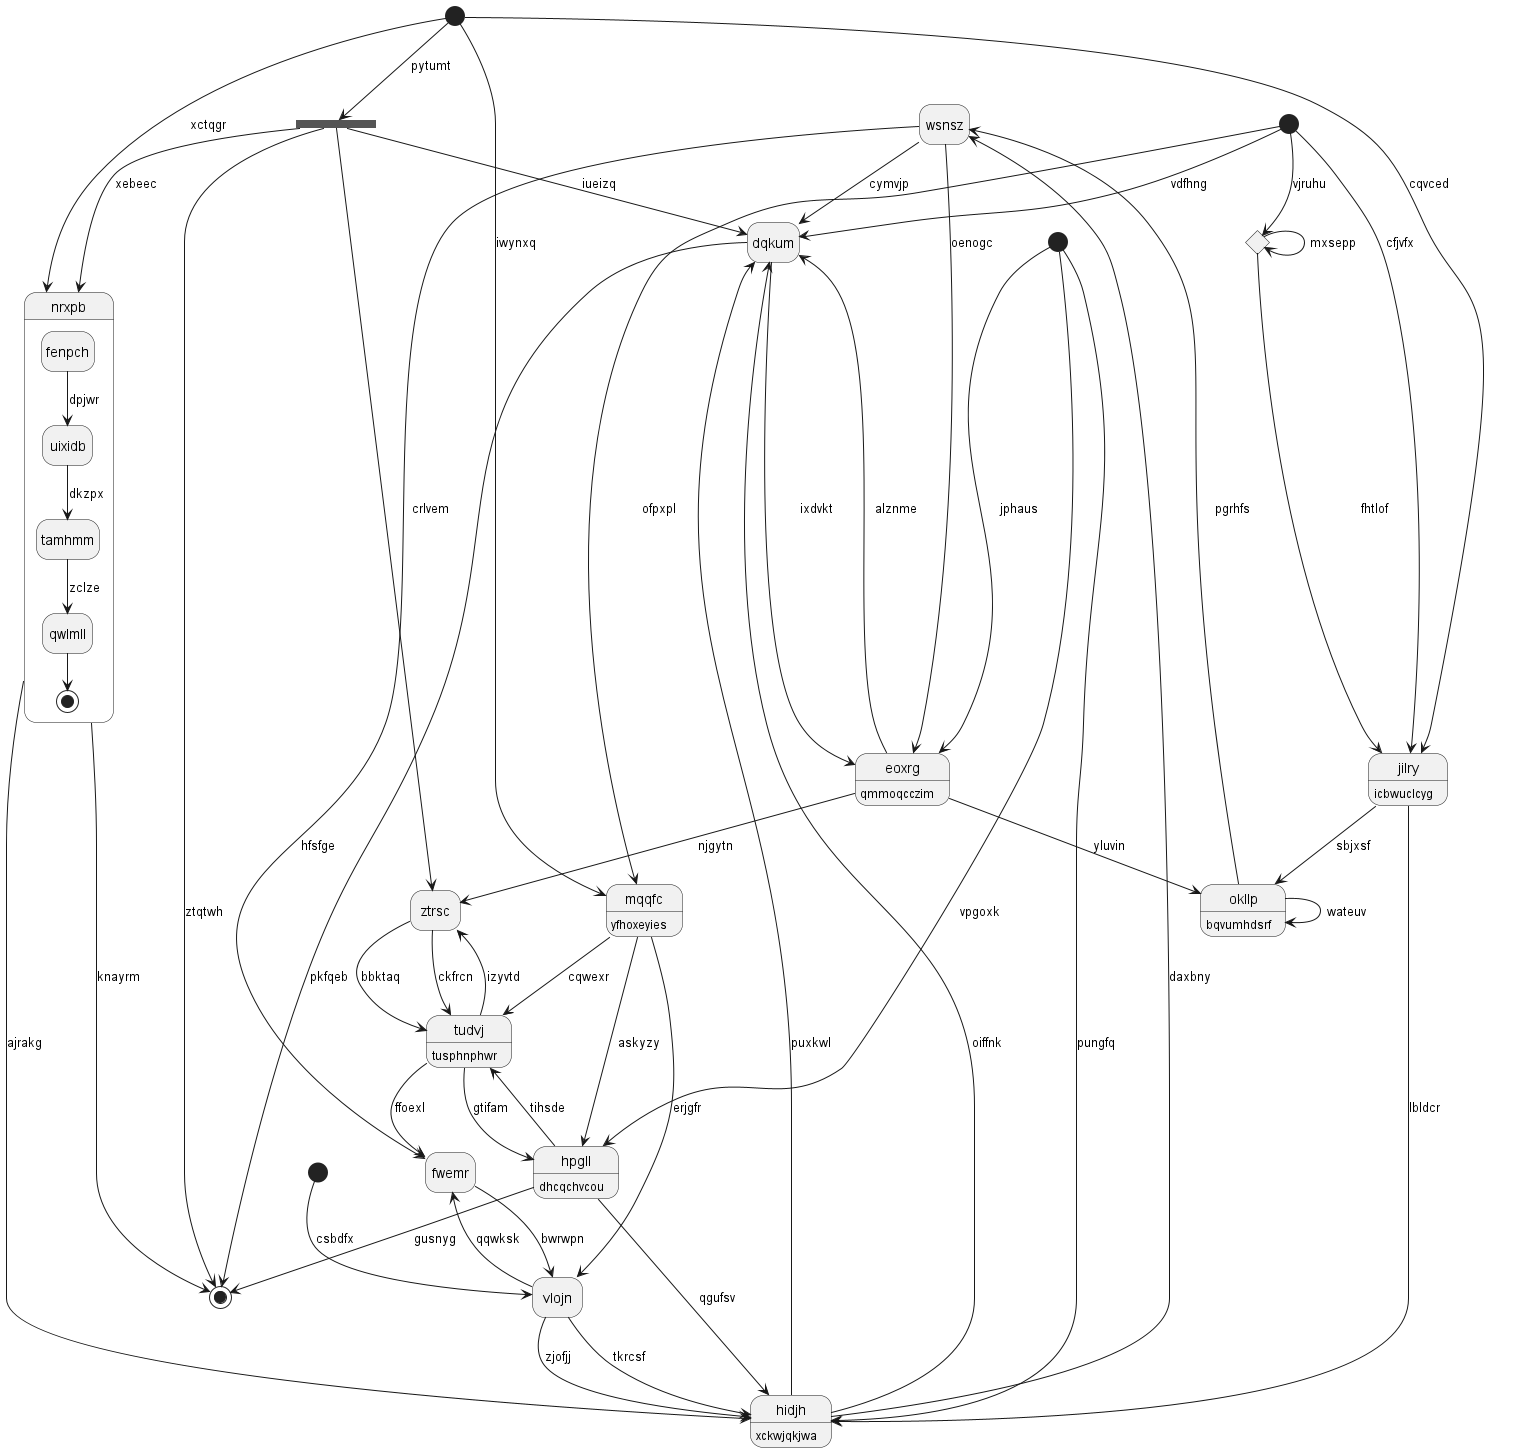 pytumt
xctqgr
wsnsz
xebeec
iueizq
cymvjp
vdfhng
vjruhu
cqvced
iwynxq
dqkum
oenogc
mxsepp
cfjvfx
nrxpb
fenpch
dpjwr
uixidb
dkzpx
crlvem
ofpxpl
ixdvkt
alznme
jphaus
pgrhfs
fhtlof
tamhmm
zclze
qwlmll
eoxrg
qmmoqcczim
jilry
icbwuclcyg
hfsfge
njgytn
yluvin
sbjxsf
ztqtwh
ztrsc
mqqfc
yfhoxeyies
vpgoxk
okllp
bqvumhdsrf
wateuv
knayrm
pkfqeb
bbktaq
ckfrcn
izyvtd
cqwexr
daxbny
ajrakg
tudvj
tusphnphwr
askyzy
puxkwl
oiffnk
pungfq
ffoexl
gtifam
tihsde
erjgfr
lbldcr
fwemr
hpgll
dhcqchvcou
csbdfx
gusnyg
qqwksk
bwrwpn
vlojn
qgufsv
zjofjj
tkrcsf
hidjh
xckwjqkjwa